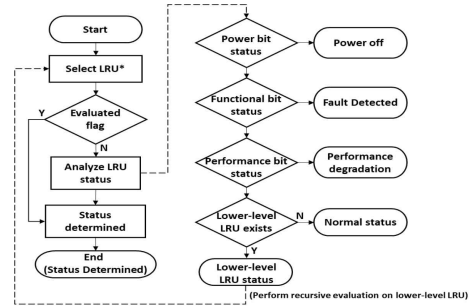 Start
Select LRU*
Evaluated
flag
Y
N
Analyze LRU
status
Status
determined
End
(Status Determined)
Power bit
status
Power off
Functional bit
status
Fault Detected
Performance bit
status
Performance
degradation
Lower-level
LRU exists
N
Normal status
Y
Lower-level
LRU status
(Perform recursive evaluation on lower-level LRU)